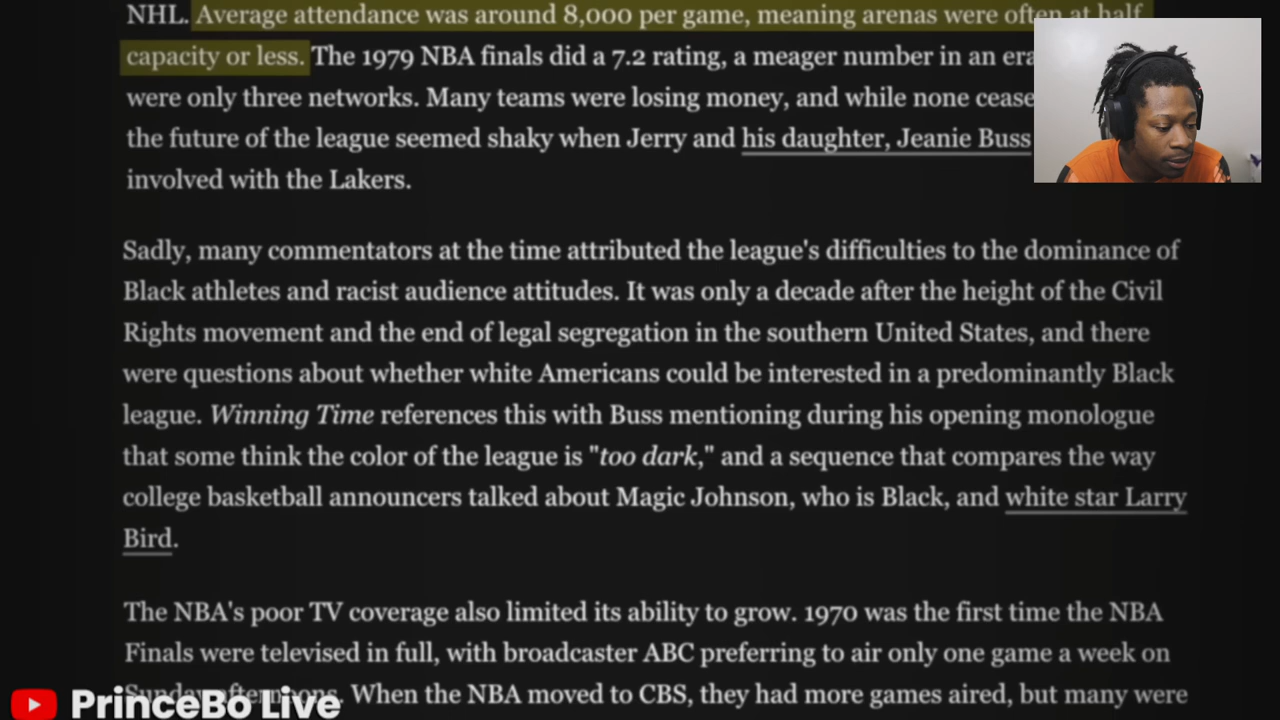 NHL. Average attendance was around 8,000 per game, meaning arenas were often at half
capacity or less. The 1979 NBA finals did a 7.2 rating, a meager number in an era
were only three networks. Many teams were losing money, and while none cease
the future of the league seemed shaky when Jerry and his daughter, Jeanie Buss
involved with the Lakers.
Sadly, many commentators at the time attributed the league's difficulties to the dominance of
Black athletes and racist audience attitudes. It was only a decade after the height of the Civil
Rights movement and the end of legal segregation in the southern United States, and there
were questions about whether white Americans could be interested in a predominantly Black
league. Winning Time references this with Buss mentioning during his opening monologue
that some think the color of the league is "too dark," and a sequence that compares the way
college basketball announcers talked about Magic Johnson, who is Black, and white star Larry
Bird.
The NBA's poor TV coverage also limited its ability to grow. 1970 was the first time the NBA
Finals were televised in full, with broadcaster ABC preferring to air only one game a week on
Sunday afternoons. When the NBA moved to CBS, they had more games aired, but many were
PrinceBo Live